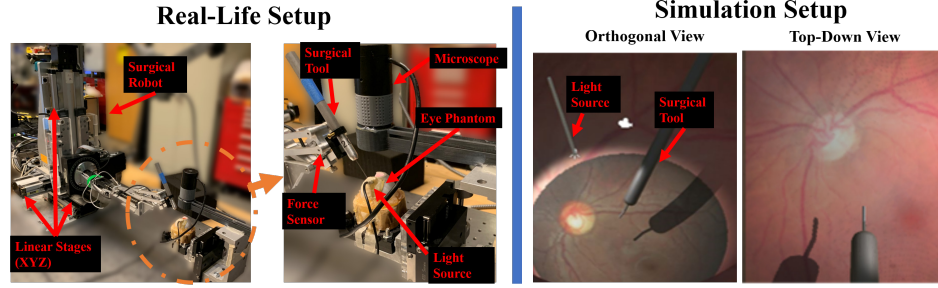 Real-Life Setup
Surgical
Robot
Linear Stages
(XYZ)
Surgical
Tool
Microscope
Eye Phantom
Force
Sensor
Light
Source
Simulation Setup
Orthogonal View
Top-Down View
Light
Source
Surgical
Tool